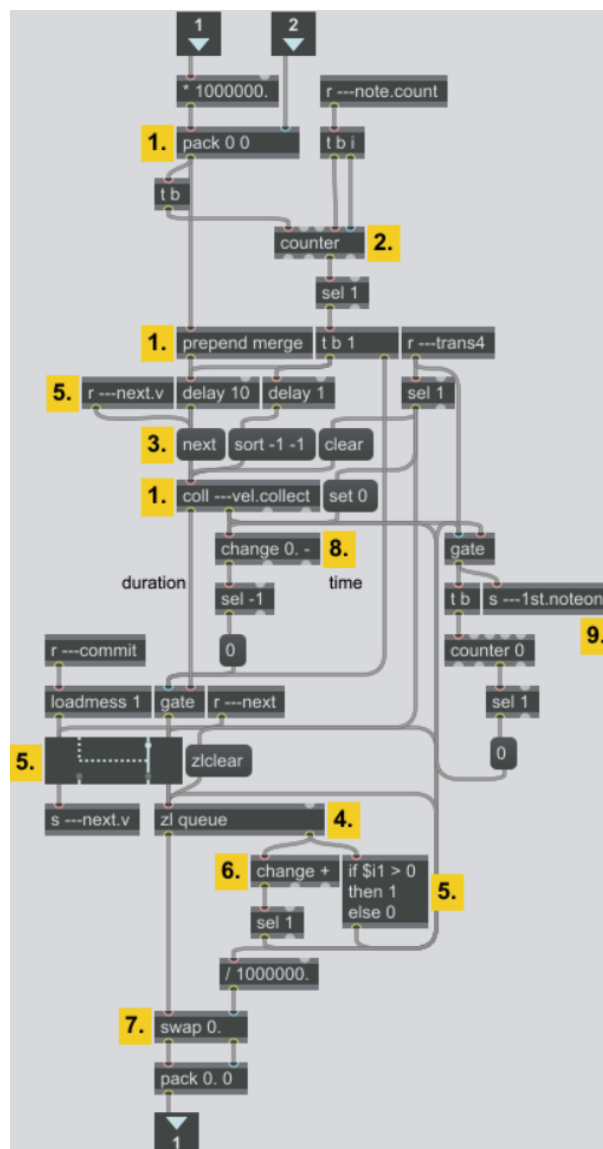 1
2
* 1000000.
r ---note.count
1.
pack 0 0
t b i
t b
counter
2.
sel 1
1.
prepend merge
t b 1
r ---trans4
5.
r ---next.v
delay 10
delay 1
sel 1
3.
next
sort -1 -1
clear
1.
coll ---vel.collect
set 0
change 0. -
8.
gate
duration
time
sel -1
t b
s ---1st.noteon
9.
r ---commit
0
counter 0
loadmess 1
gate
r ---next
sel 1
5.
zlclear
0
s ---next.v
zl queue
4.
6.
change +
if $i1 > 0
then 1
else 0
5.
sel 1
/ 1000000.
7.
swap 0.
pack 0. 0
1